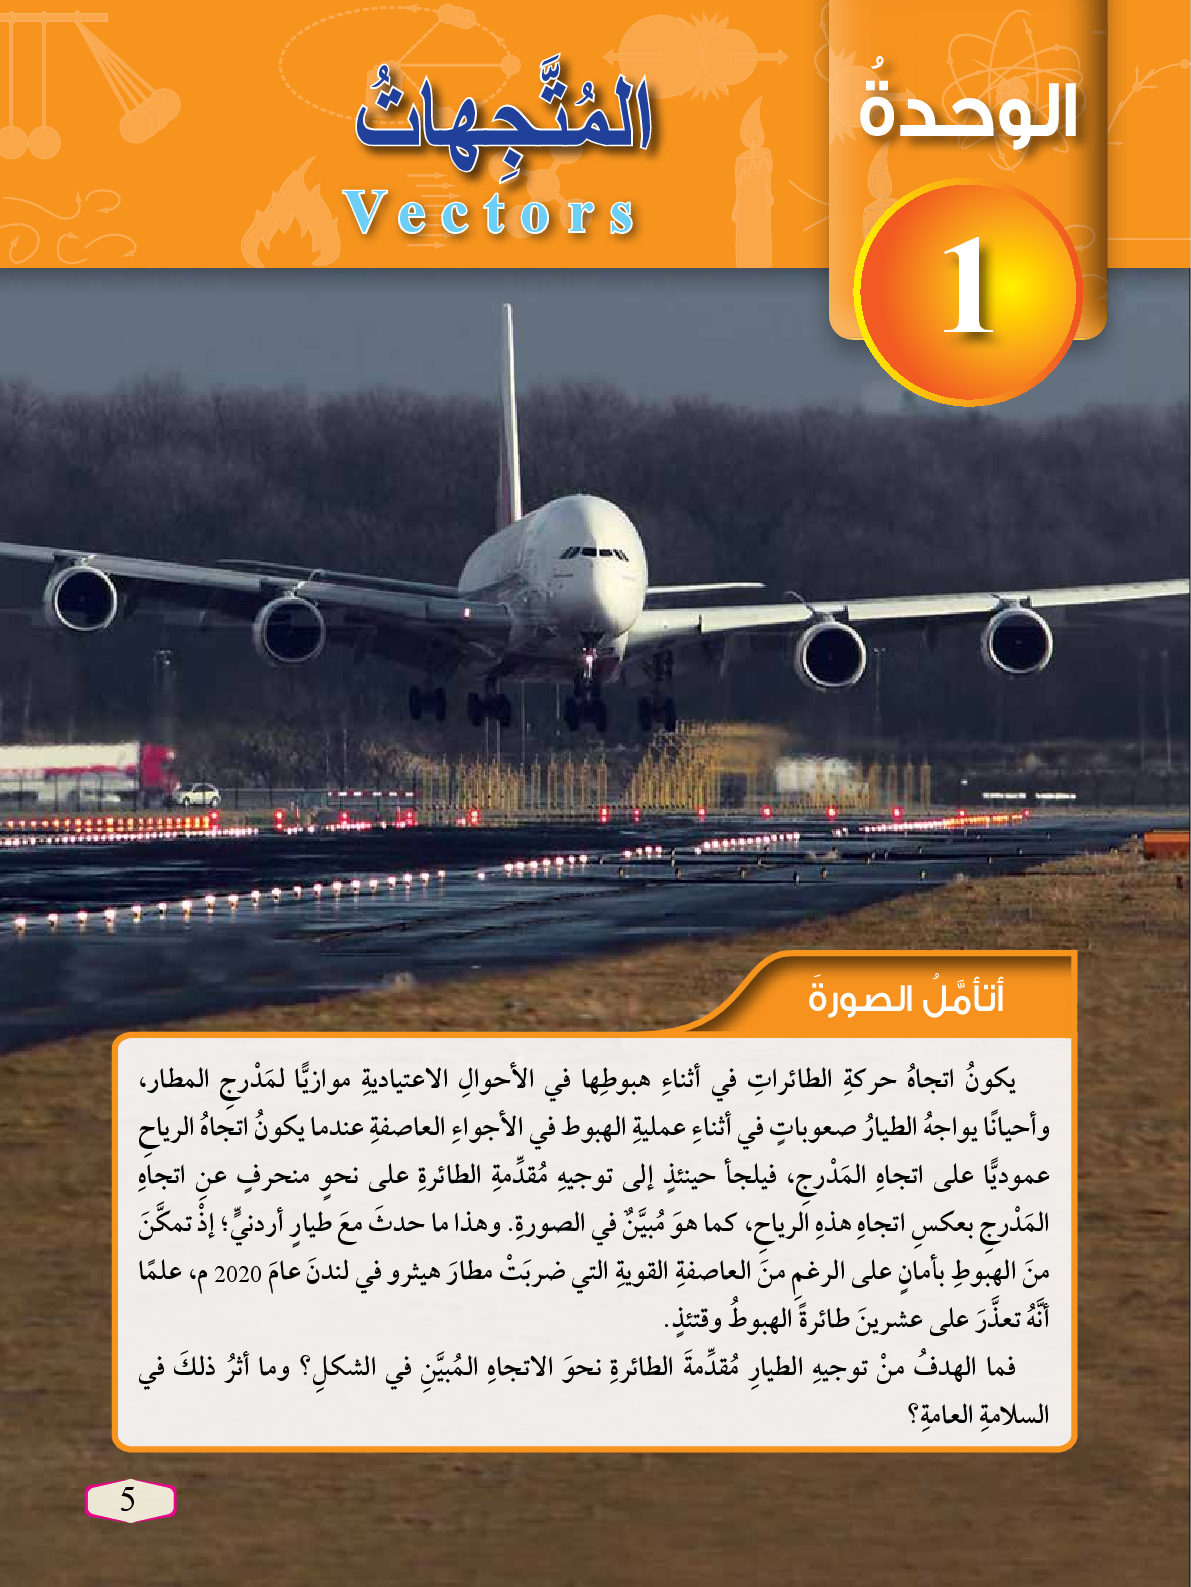 الوحدةُ
1
المُتَّجِهاتُ
Vectors
أتأمَّلُ الصورةَ
يكونُ اتجاهُ حركةِ الطائراتِ في أثناءِ هبوطِها في الأحوالِ الاعتياديةِ موازيًّا لمَدْرجِ المطار،
وأحيانًا يواجهُ الطيارُ صعوباتٍ في أثناءِ عمليةِ الهبوط في الأجواءِ العاصفةِ عندما يكونُ اتجاهُ الرياحِ
عموديًّا على اتجاهِ المَدْرجِ، فيلجأ حينئذٍ إلى توجيهِ مُقدِّمةِ الطائرةِ على نحوٍ منحرفٍ عنِ اتجاهِ
المَدْرجِ بعكسِ اتجاهِ هذهِ الرياحِ، كما هوَ مُبيَّنٌ في الصورةِ. وهذا ما حدثَ معَ طيارٍ أردنيٍّ؛ إذْ تمكَّنَ
منَ الهبوطِ بأمانٍ على الرغمِ منَ العاصفةِ القويةِ التي ضربَتْ مطارَ هيثرو في لندنَ عامَ 2020 م، علمًا
أنَّهُ تعذَّرَ على عشرينَ طائرةً الهبوطُ وقتئذٍ.
فما الهدفُ منْ توجيهِ الطيارِ مُقدِّمةَ الطائرةِ نحوَ الاتجاهِ المُبيَّنِ في الشكلِ؟ وما أثرُ ذلكَ في
السلامةِ العامةِ؟
5